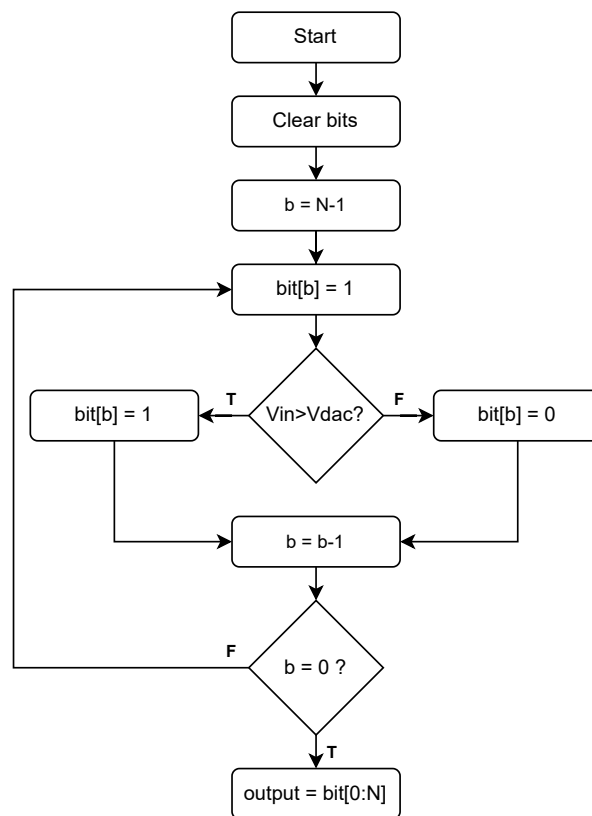 Start
Clear bits
b = N-1
bit[b] = 1
Vin>Vdac?
T
F
bit[b] = 1
bit[b] = 0
b = b-1
b = 0 ?
F
T
output = bit[0:N]